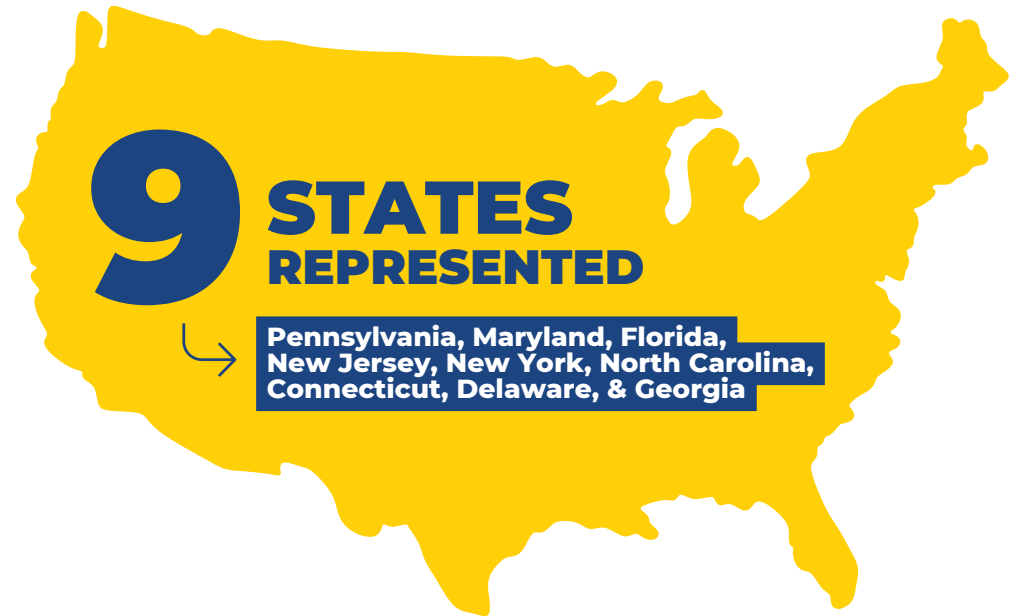 9
STATES
REPRESENTED
Pennsylvania, Maryland, Florida,
New Jersey, New York, North Carolina,
Connecticut, Delaware, & Georgia